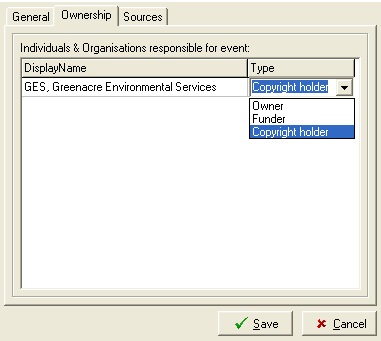 General Ownership Sources
Individuals & Organisations responsible for event:
DisplayName Type
GES, Greenacre Environmental Services Copyright holder
Owner
Funder
Copyright holder
Save Cancel